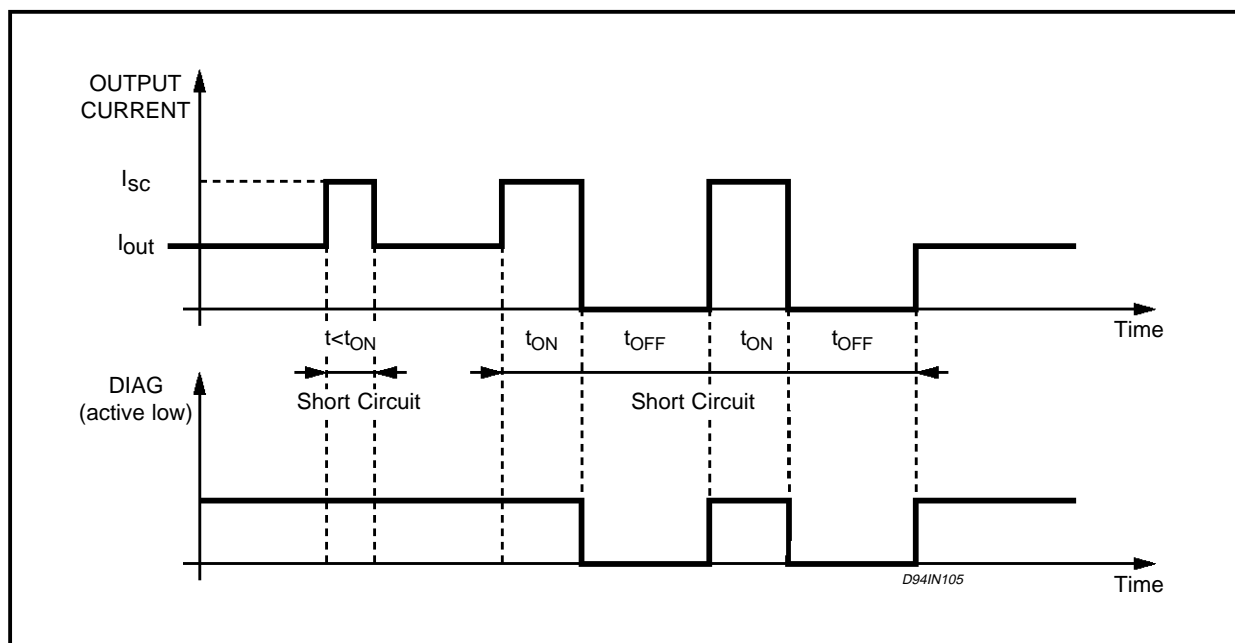 OUTPUT
CURRENT
Isc
Iout
Time
t<tON
tON
tOFF
tON
tOFF
DIAG
(active low)
Short Circuit
Short Circuit
D94IN105
Time